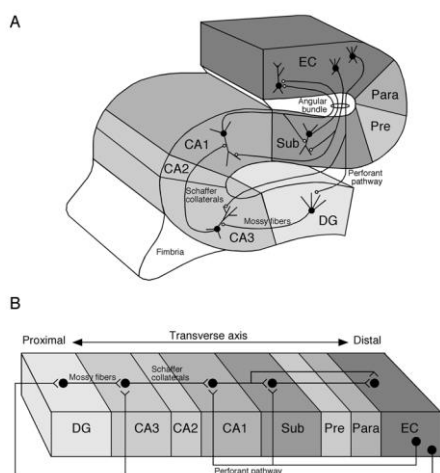 A
EC
Angular
bundle
Para
Pre
Sub
CA1
CA2
Perforant
pathway
Schaffer
collaterals
Mossy fibers
DG
CA3
Fimbria
B
Proximal Transverse axis Distal
Mossy fibers Schaffer
collaterals
DG CA3 CA2 CA1 Sub Pre Para EC
Perforant pathway